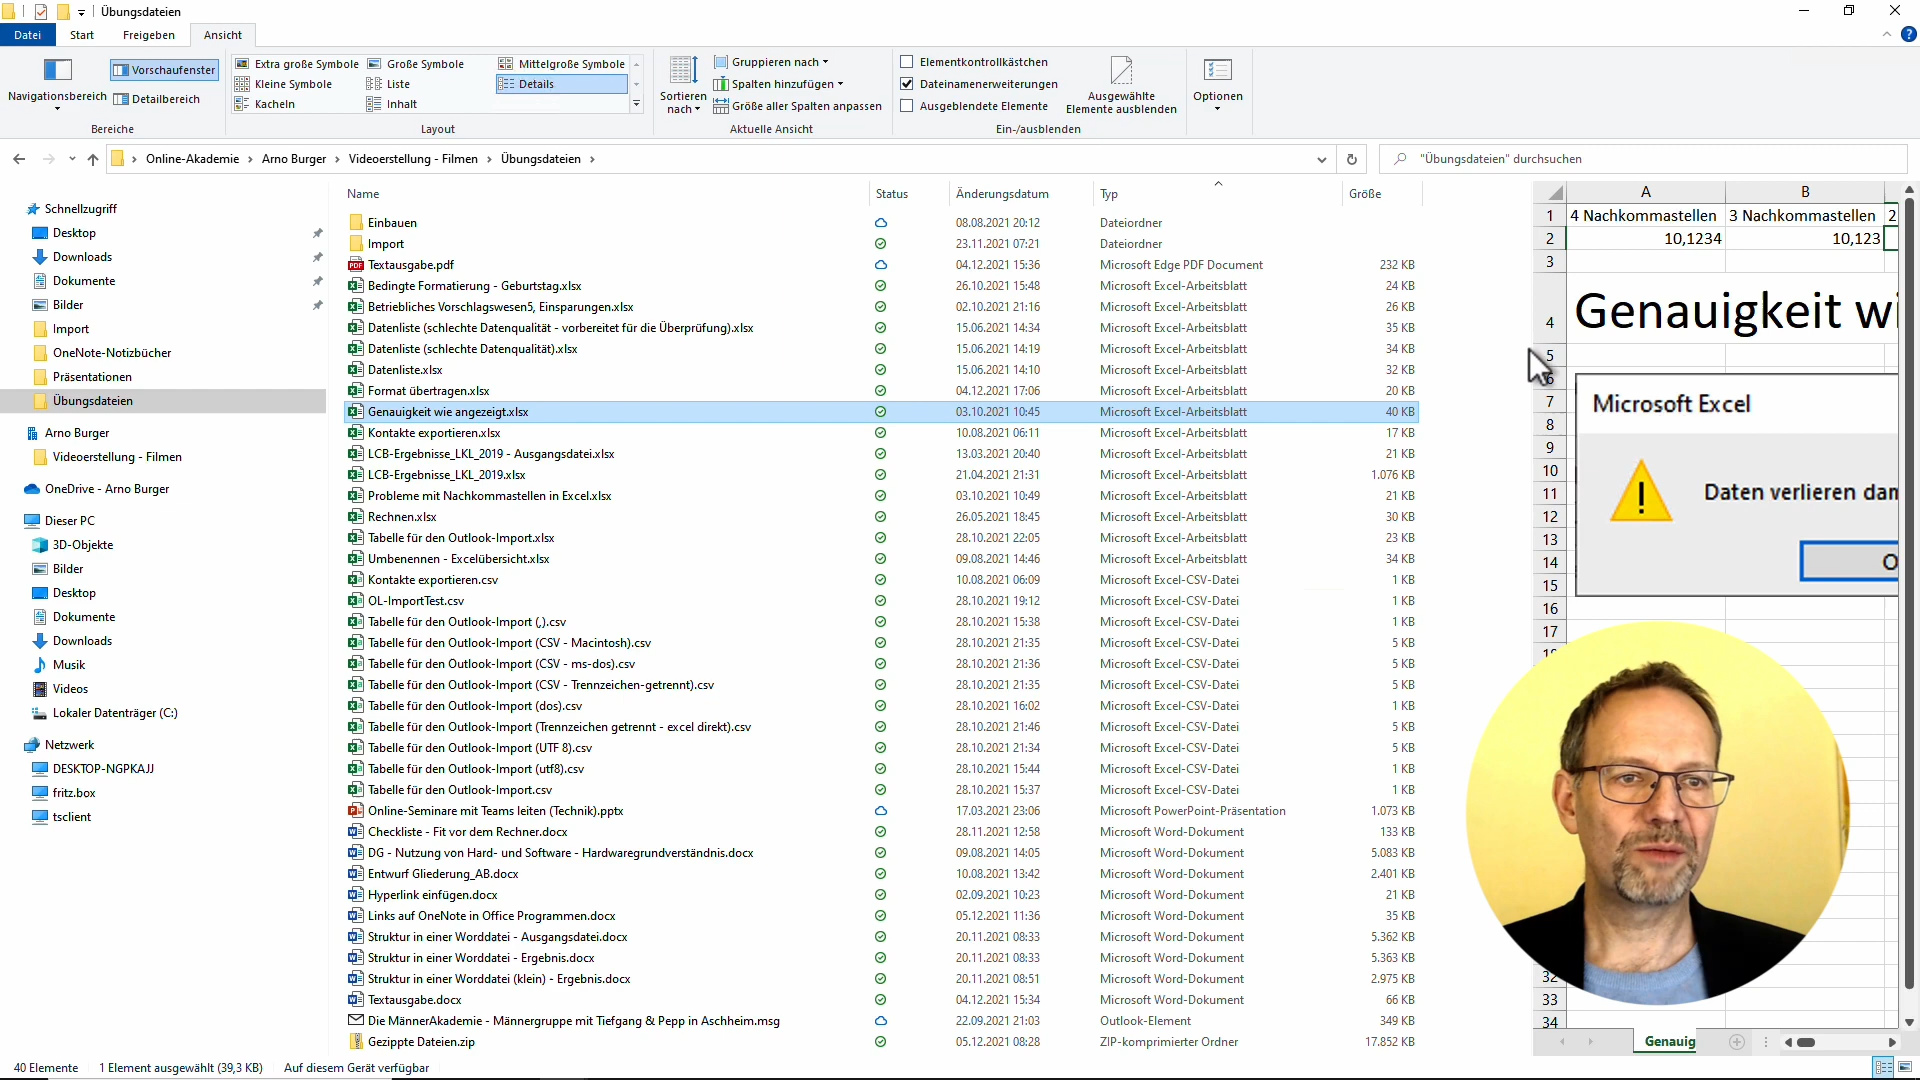 Übungsdateien
Datei Start Freigeben Ansicht
Navigationsbereich
Vorschaufenster
Detailbereich
Bereiche
Extra große Symbole Große Symbole Mittelgroße Symbole
Kleine Symbole Liste Details
Kacheln Inhalt
Layout
Sortieren nach
Gruppieren nach
Spalten hinzufügen
Größe aller Spalten anpassen
Aktuelle Ansicht
Elementkontrollkästchen
Dateinamenerweiterungen
Ausgeblendete Elemente
Ausgewählte
Elemente ausblenden
Ein-/ausblenden
Optionen
Online-Akademie > Arno Burger > Videoerstellung - Filmen > Übungsdateien >
"Übungsdateien" durchsuchen
Schnellzugriff
Desktop
Downloads
Dokumente
Bilder
Import
OneNote-Notizbücher
Präsentationen
Übungsdateien
Arno Burger
Videoerstellung - Filmen
OneDrive - Arno Burger
Dieser PC
3D-Objekte
Bilder
Desktop
Dokumente
Downloads
Musik
Videos
Lokaler Datenträger (C:)
Netzwerk
DESKTOP-NGPKAJJ
fritz.box
tsclient
Name Status Änderungsdatum Typ Größe
Einbauen 08.08.2021 20:12 Dateiordner
Import 23.11.2021 07:21 Dateiordner
Textausgabe.pdf 04.12.2021 15:36 Microsoft Edge PDF Document 232 KB
Bedingte Formatierung - Geburtstag.xlsx 26.10.2021 15:48 Microsoft Excel-Arbeitsblatt 24 KB
Betriebliches Vorschlagswesen5, Einsparungen.xlsx 02.10.2021 21:16 Microsoft Excel-Arbeitsblatt 26 KB
Datenliste (schlechte Datenqualität - vorbereitet für die Überprüfung).xlsx 15.06.2021 14:34 Microsoft Excel-Arbeitsblatt 35 KB
Datenliste (schlechte Datenqualität).xlsx 15.06.2021 14:19 Microsoft Excel-Arbeitsblatt 34 KB
Datenliste.xlsx 15.06.2021 14:10 Microsoft Excel-Arbeitsblatt 32 KB
Format übertragen.xlsx 04.12.2021 17:06 Microsoft Excel-Arbeitsblatt 20 KB
Genauigkeit wie angezeigt.xlsx 03.10.2021 10:45 Microsoft Excel-Arbeitsblatt 40 KB
Kontakte exportieren.xlsx 10.08.2021 06:11 Microsoft Excel-Arbeitsblatt 17 KB
LCB-Ergebnisse_LKL_2019 - Ausgangsdatei.xlsx 13.03.2021 20:40 Microsoft Excel-Arbeitsblatt 21 KB
LCB-Ergebnisse_LKL_2019.xlsx 21.04.2021 21:31 Microsoft Excel-Arbeitsblatt 1.076 KB
Probleme mit Nachkommastellen in Excel.xlsx 03.10.2021 10:49 Microsoft Excel-Arbeitsblatt 21 KB
Rechnen.xlsx 26.05.2021 18:45 Microsoft Excel-Arbeitsblatt 30 KB
Tabelle für den Outlook-Import.xlsx 28.10.2021 22:05 Microsoft Excel-Arbeitsblatt 23 KB
Umbenennen - Excelübersicht.xlsx 09.08.2021 14:46 Microsoft Excel-Arbeitsblatt 34 KB
Kontakte exportieren.csv 10.08.2021 06:09 Microsoft Excel-CSV-Datei 1 KB
OL-ImportTest.csv 28.10.2021 19:12 Microsoft Excel-CSV-Datei 1 KB
Tabelle für den Outlook-Import (,).csv 28.10.2021 15:38 Microsoft Excel-CSV-Datei 1 KB
Tabelle für den Outlook-Import (CSV - Macintosh).csv 28.10.2021 21:35 Microsoft Excel-CSV-Datei 5 KB
Tabelle für den Outlook-Import (CSV - ms-dos).csv 28.10.2021 21:36 Microsoft Excel-CSV-Datei 5 KB
Tabelle für den Outlook-Import (CSV - Trennzeichen-getrennt).csv 28.10.2021 21:35 Microsoft Excel-CSV-Datei 5 KB
Tabelle für den Outlook-Import (dos).csv 28.10.2021 16:02 Microsoft Excel-CSV-Datei 1 KB
Tabelle für den Outlook-Import (Trennzeichen getrennt - excel direkt).csv 28.10.2021 21:46 Microsoft Excel-CSV-Datei 5 KB
Tabelle für den Outlook-Import (UTF 8).csv 28.10.2021 21:34 Microsoft Excel-CSV-Datei 5 KB
Tabelle für den Outlook-Import (utf8).csv 28.10.2021 15:44 Microsoft Excel-CSV-Datei 1 KB
Tabelle für den Outlook-Import.csv 28.10.2021 15:37 Microsoft Excel-CSV-Datei 1 KB
Online-Seminare mit Teams leiten (Technik).pptx 17.03.2021 23:06 Microsoft PowerPoint-Präsentation 1.073 KB
Checkliste - Fit vor dem Rechner.docx 28.11.2021 12:58 Microsoft Word-Dokument 133 KB
DG - Nutzung von Hard- und Software - Hardwaregrundverständnis.docx 09.08.2021 14:05 Microsoft Word-Dokument 5.083 KB
Entwurf Gliederung_AB.docx 10.08.2021 13:42 Microsoft Word-Dokument 2.401 KB
Hyperlink einfügen.docx 02.09.2021 10:23 Microsoft Word-Dokument 21 KB
Links auf OneNote in Office Programmen.docx 05.12.2021 11:36 Microsoft Word-Dokument 35 KB
Struktur in einer Worddatei - Ausgangsdatei.docx 20.11.2021 08:33 Microsoft Word-Dokument 5.362 KB
Struktur in einer Worddatei - Ergebnis.docx 20.11.2021 08:33 Microsoft Word-Dokument 5.363 KB
Struktur in einer Worddatei (klein) - Ergebnis.docx 20.11.2021 08:51 Microsoft Word-Dokument 2.975 KB
Textausgabe.docx 04.12.2021 15:34 Microsoft Word-Dokument 66 KB
Die MännerAkademie - Männergruppe mit Tiefgang & Pepp in Aschheim.msg 22.09.2021 21:03 Outlook-Element 349 KB
Gezippte Dateien.zip 05.12.2021 08:28 ZIP-komprimierter Ordner 17.852 KB
A B
1 4 Nachkommastellen 3 Nachkommastellen 2
2 10,1234 10,123
3
4 Genauigkeit wi
5
6
7 Microsoft Excel
8
9
10
11 Daten verlieren dam
12
13
14
15
16
17
32
33
34
Genauig
40 Elemente 1 Element ausgewählt (39,3 KB) Auf diesem Gerät verfügbar